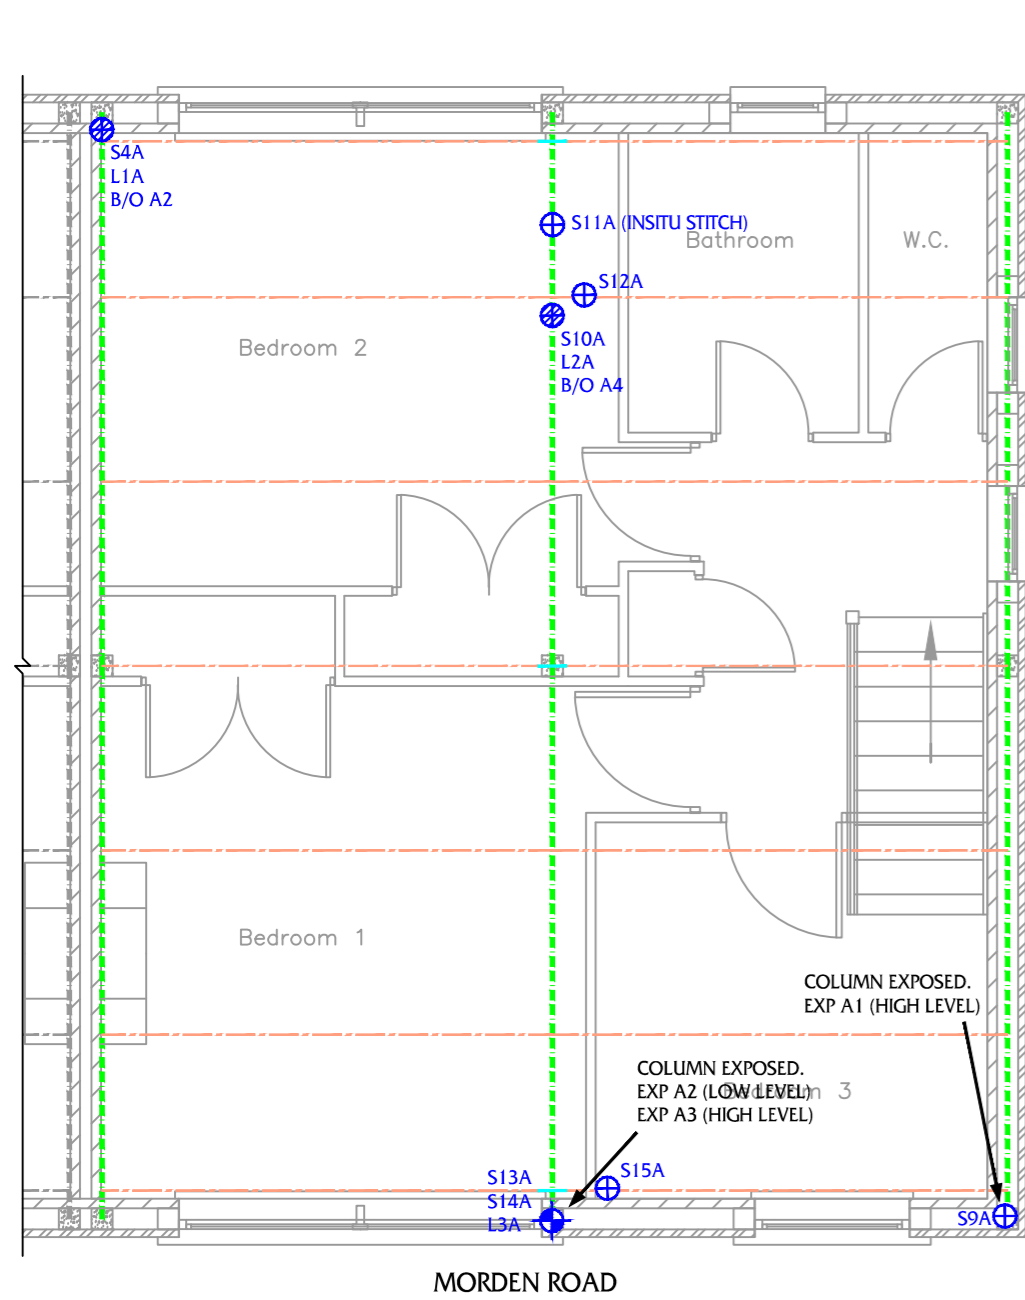 S4A
L1A
B/O A2
S11A (INSITU STITCH)
Bathroom
W.C.
S12A
S10A
L2A
B/O A4
Bedroom 2
Bedroom 1
COLUMN EXPOSED.
EXP A1 (HIGH LEVEL)
COLUMN EXPOSED.
EXP A2 (LOW LEVEL)
EXP A3 (HIGH LEVEL)
Bedroom 3
S13A
S14A
L3A
S15A
S9A
MORDEN ROAD